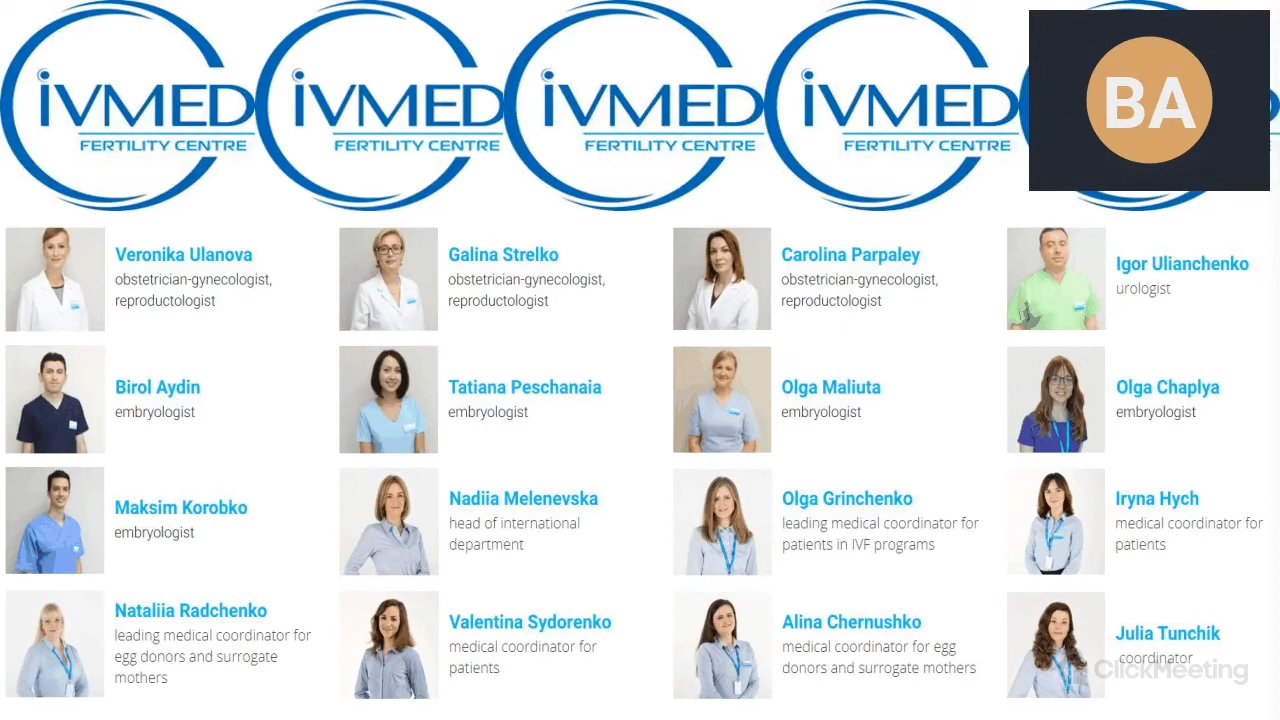 iVMED
FERTILITY CENTRE
iVMED
FERTILITY CENTRE
iVMED
FERTILITY CENTRE
iVMED
FERTILITY CENTRE
BA
Veronika Ulanova
obstetrician-gynecologist,
reproductologist
Galina Strelko
obstetrician-gynecologist,
reproductologist
Carolina Parpaley
obstetrician-gynecologist,
reproductologist
Igor Ulianchenko
urologist
Birol Aydin
embryologist
Tatiana Peschanaia
embryologist
Olga Maliuta
embryologist
Olga Chaplya
embryologist
Maksim Korobko
embryologist
Nadiia Melenevska
head of international
department
Olga Grinchenko
leading medical coordinator for
patients in IVF programs
Iryna Hych
medical coordinator for
patients
Nataliia Radchenko
leading medical coordinator for
egg donors and surrogate
mothers
Valentina Sydorenko
medical coordinator for
patients
Alina Chernushko
medical coordinator for egg
donors and surrogate mothers
Julia Tunchik
coordinator
ClickMeeting